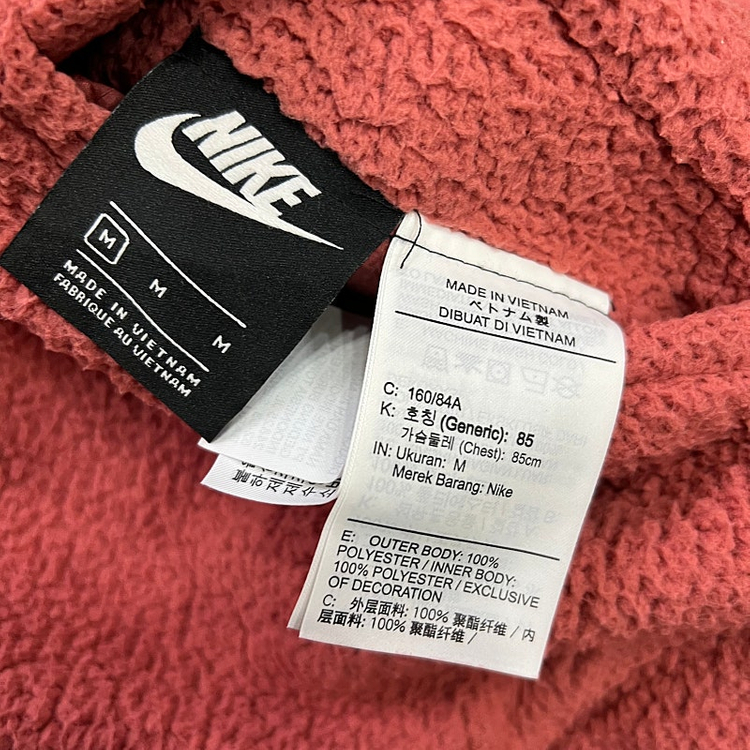 NIKE
M
M
M
MADE IN VIETNAM
FABRIQUE AU VIETNAM
MADE IN VIETNAM
ベトナム製
DIBUAT DI VIETNAM
C: 160/84A
K: 호칭 (Generic): 85
가슴둘레 (Chest): 85cm
IN: Ukuran: M
Merek Barang: Nike
E: OUTER BODY: 100%
POLYESTER / INNER BODY:
100% POLYESTER / EXCLUSIVE
OF DECORATION
C: 外层面料: 100% 聚酯纤维 / 内
层面料: 100% 聚酯纤维 /